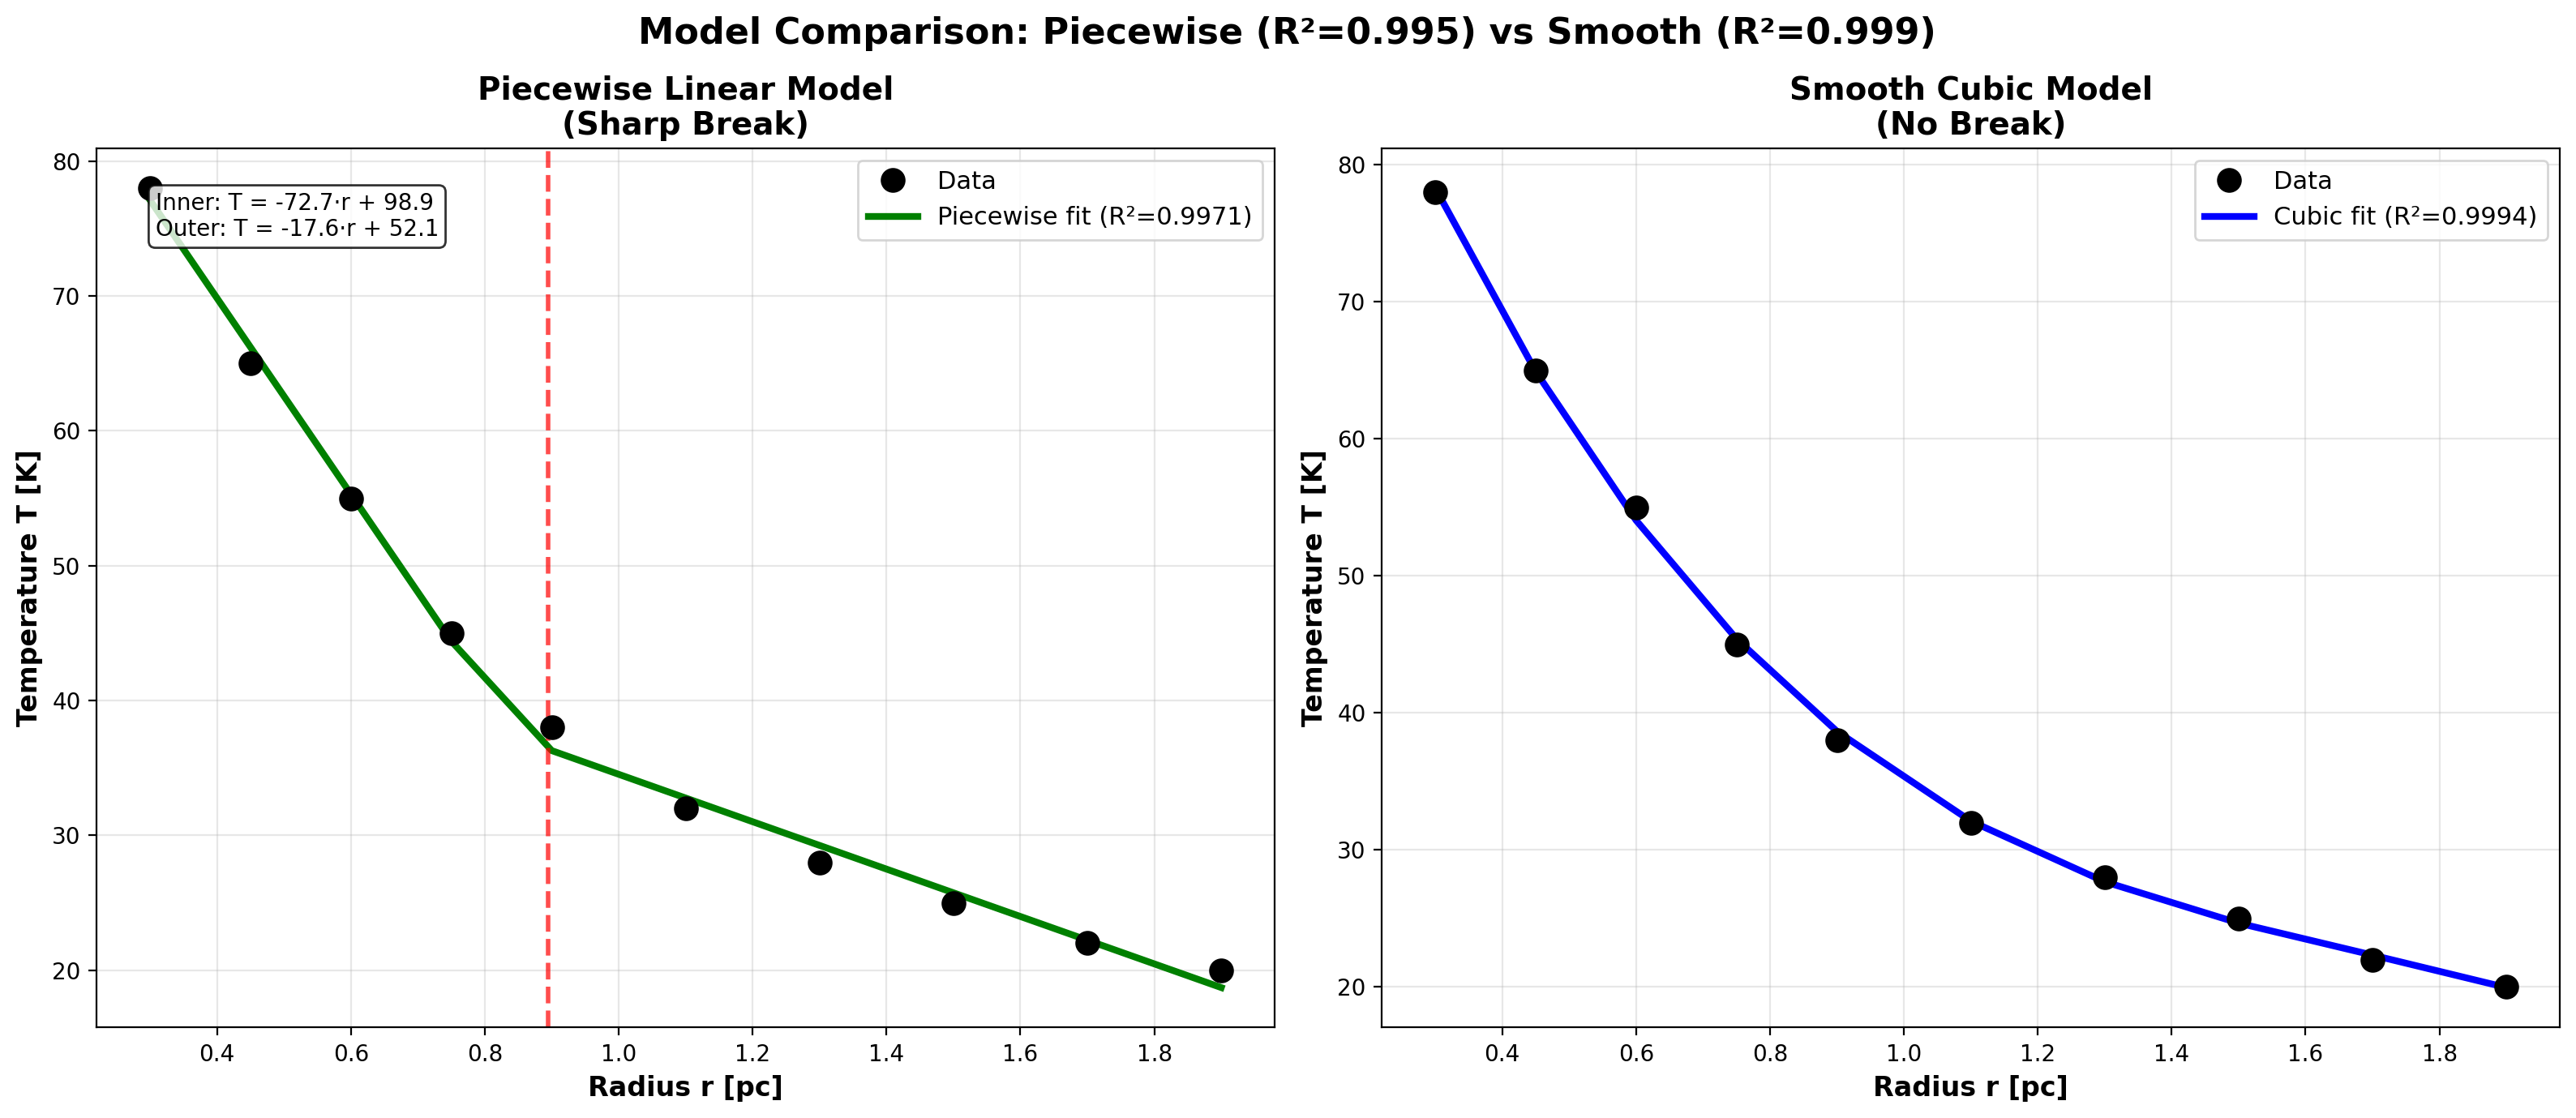 Model Comparison: Piecewise (R²=0.995) vs Smooth (R²=0.999)
Piecewise Linear Model
(Sharp Break)
80
70
60
50
40
30
20
Temperature T [K]
Inner: T = -72.7·r + 98.9
Outer: T = -17.6·r + 52.1
Data
Piecewise fit (R²=0.9971)
0.4
0.6
0.8
1.0
1.2
1.4
1.6
1.8
Radius r [pc]
Smooth Cubic Model
(No Break)
80
70
60
50
40
30
20
Temperature T [K]
Data
Cubic fit (R²=0.9994)
0.4
0.6
0.8
1.0
1.2
1.4
1.6
1.8
Radius r [pc]